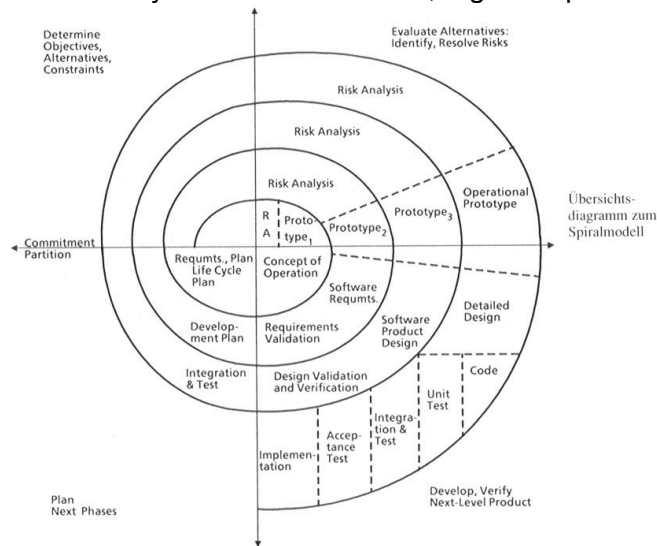 Determine
Objectives,
Alternatives,
Constraints
Evaluate Alternatives:
Identify, Resolve Risks
Risk Analysis
Risk Analysis
Risk Analysis
Operational
Prototype
Prototype3
Prototype2
R
A
Proto-
type1
Übersichts-
diagramm zum
Spiralmodell
Commitment
Partition
Requmts., Plan
Life Cycle
Plan
Concept of
Operation
Software
Requmts.
Develop-
ment Plan
Requirements
Validation
Software
Product
Design
Detailed
Design
Integration
& Test
Design Validation
and Verification
Code
Unit
Test
Integra-
tion &
Test
Accep-
tance
Test
Implemen-
tation
Plan
Next Phases
Develop, Verify
Next-Level Product